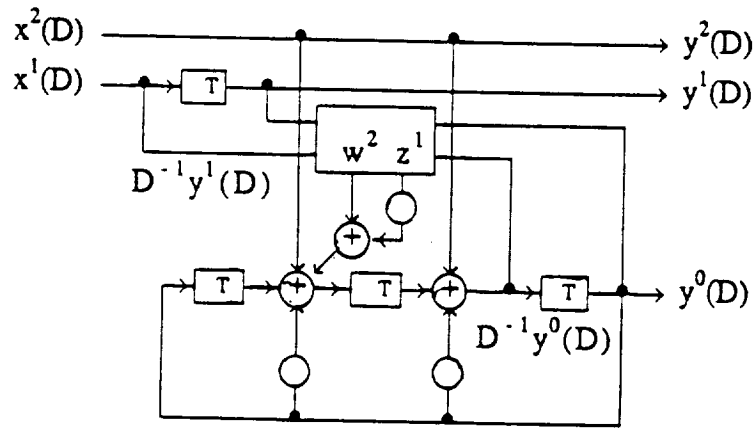 x²(D) y²(D)
x¹(D) T y¹(D)
w² z¹
D⁻¹y¹(D)
+
T + T + T y⁰(D)
D⁻¹y⁰(D)